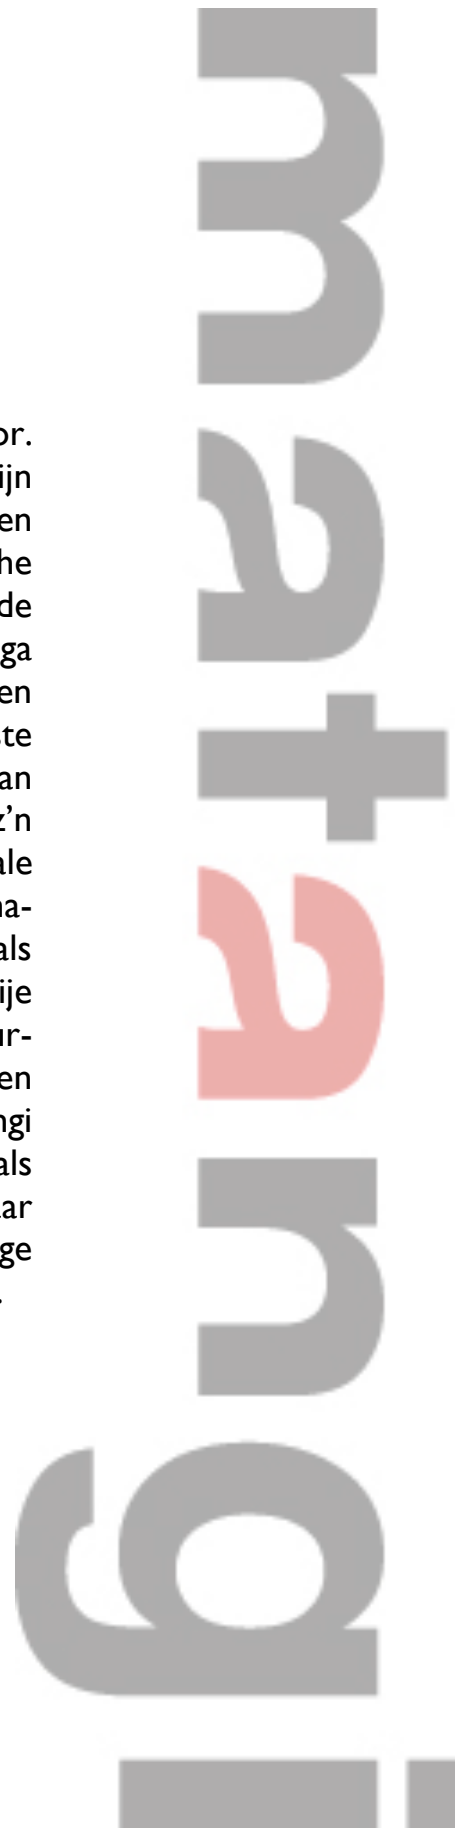 or.
ijn
en
he
de
ga
en
te
an
z'n
ale
na-
als
ije
ur-
en
ngi
als
aar
ge
.
matangi